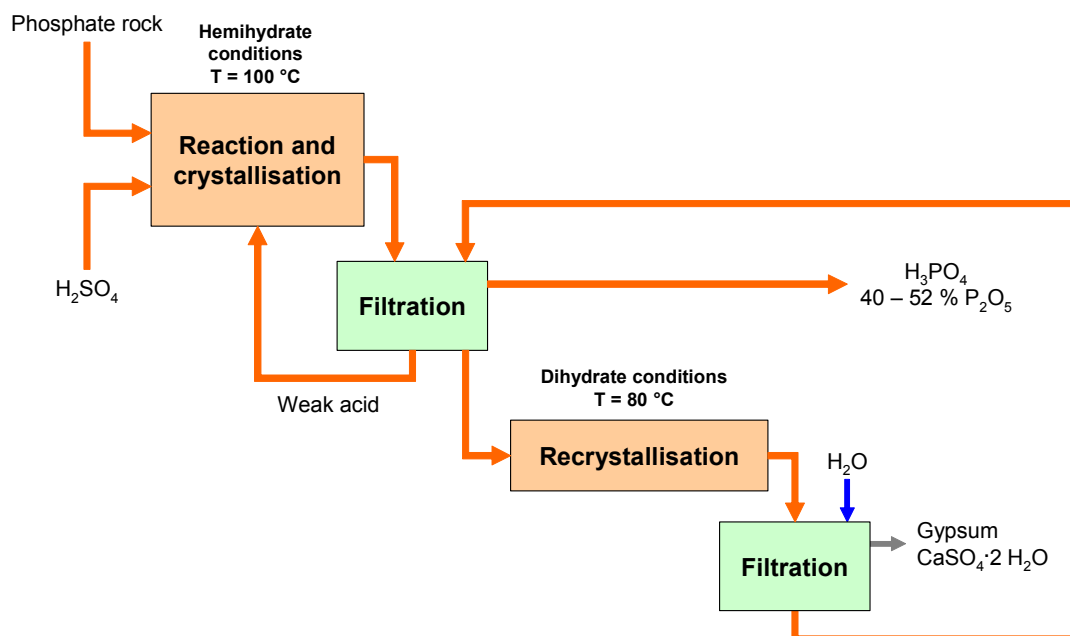 Phosphate rock
Hemihydrate
conditions
T = 100 °C
Reaction and
crystallisation
H₂SO₄
Filtration
H₃PO₄
40 – 52 % P₂O₅
Weak acid
Dihydrate conditions
T = 80 °C
Recrystallisation
H₂O
Filtration
Gypsum
CaSO₄·2 H₂O